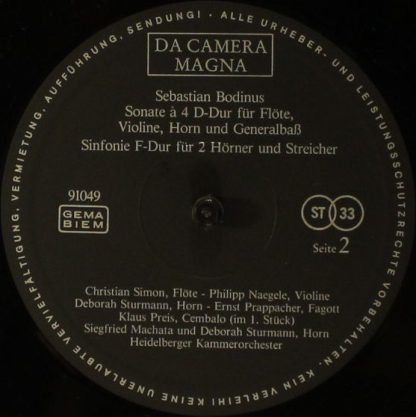 DA CAMERA
MAGNA
Sebastian Bodinus
Sonate à 4 D-Dur für Flöte,
Violine, Horn und Generalbaß
Sinfonie F-Dur für 2 Hörner und Streicher
91049
GEMA
BIEM
ST 33
Seite 2
Christian Simon, Flöte - Philipp Naegele, Violine
Deborah Sturmann, Horn - Ernst Prappacher, Fagott
Klaus Preis, Cembalo (im 1. Stück)
Siegfried Machata und Deborah Sturmann, Horn
Heidelberger Kammerorchester
ALLE URHEBER- UND LEISTUNGSSCHUTZRECHTE VORBEHALTEN. KEIN VERLEIH! KEINE UNERLAUBTE VERVIELFÄLTIGUNG, VERMIETUNG, AUFFÜHRUNG, SENDUNG! -